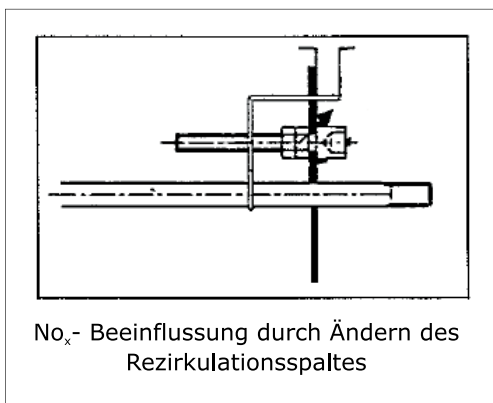 Noₓ- Beeinflussung durch Ändern des
Rezirkulationsspaltes